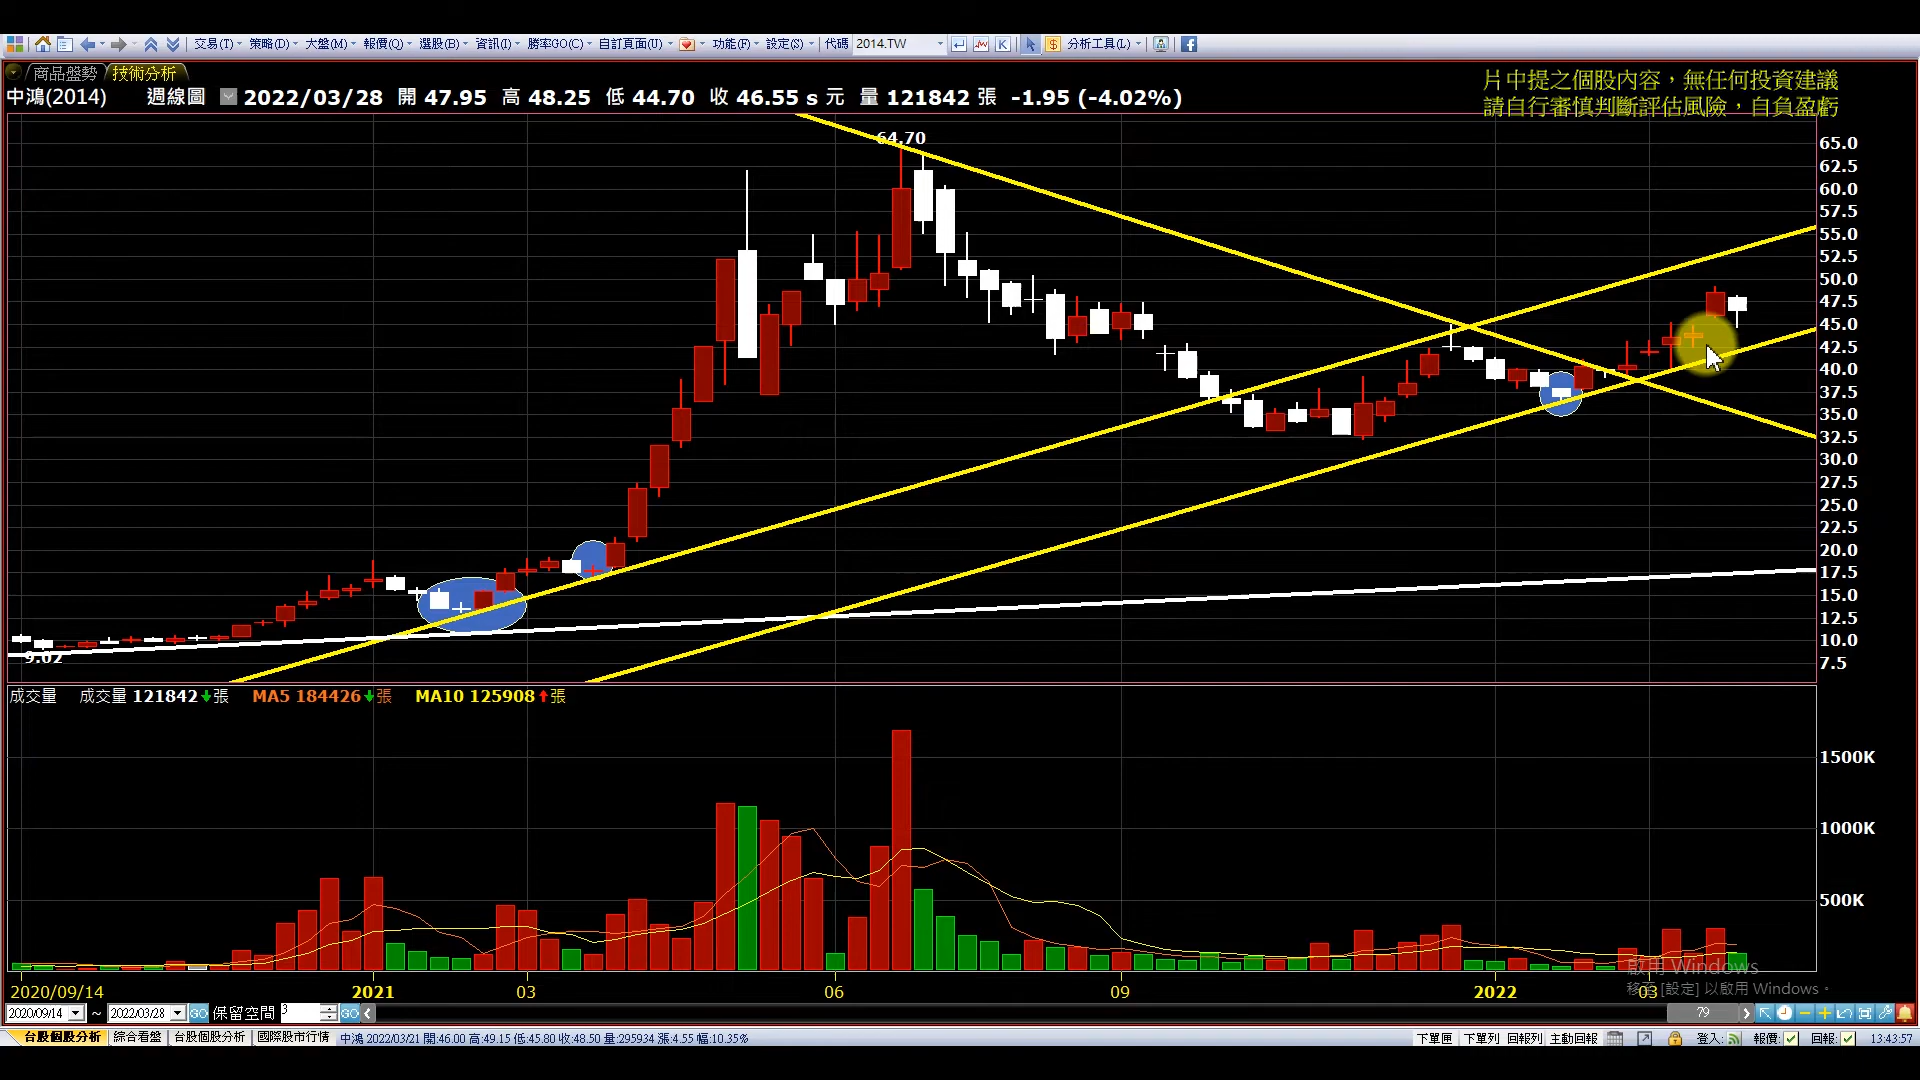 交易(T) 策略(D) 大盤(M) 報價(Q) 選股(B) 資訊(I) 勝率GO(C) 自訂頁面(U) 功能(F) 設定(S) 代碼 2014.TW 分析工具(L)
商品盤勢 技術分析
片中提之個股內容，無任何投資建議
請自行審慎判斷評估風險，自負盈虧
中鴻(2014) 週線圖 2022/03/28 開 47.95 高 48.25 低 44.70 收 46.55 s 元 量 121842 張 -1.95 (-4.02%)
64.70
65.0
62.5
60.0
57.5
55.0
52.5
50.0
47.5
45.0
42.5
40.0
37.5
35.0
32.5
30.0
27.5
25.0
22.5
20.0
17.5
15.0
12.5
10.0
7.5
9.02
成交量 成交量 121842 張 MA5 184426 張 MA10 125908 張
1500K
1000K
500K
啟用 Windows
移至 [設定] 以啟用 Windows。
2020/09/14 2021 03 06 09 2022 03
2020/09/14 ~ 2022/03/28 GO 保留空間 3 GO 79
台股個股分析 綜合看盤 台股個股分析 國際股市行情 中鴻 2022/03/21 開:46.00 高:49.15 低:45.80 收:48.50 量:295934 漲:4.55 幅:10.35% 下單匣 下單列 回報列 主動回報 登入: 報價: 回報: 13:43:57